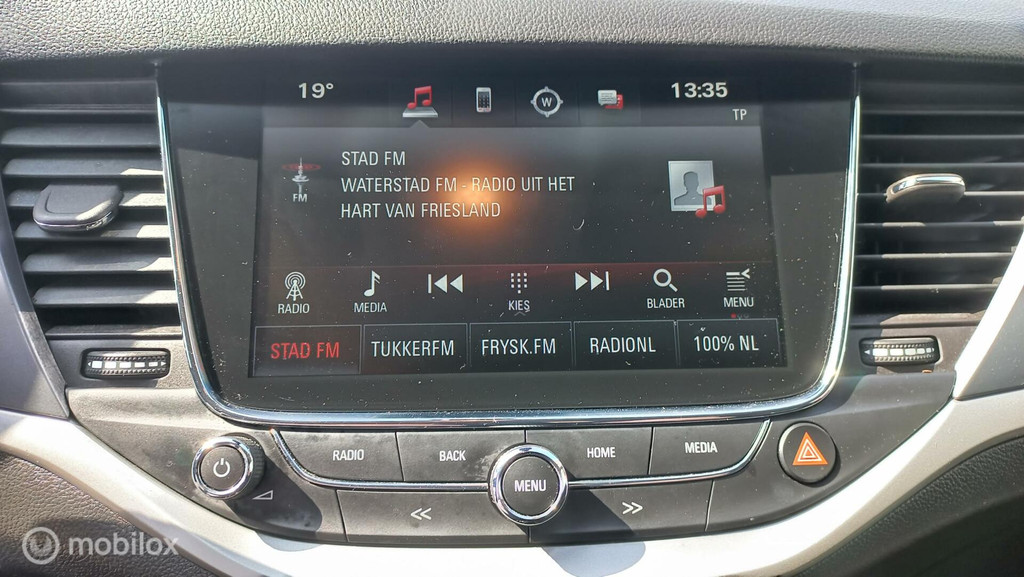 19°
W
13:35
TP
STAD FM
WATERSTAD FM - RADIO UIT HET
HART VAN FRIESLAND
FM
RADIO
MEDIA
KIES
BLADER
MENU
STAD FM
TUKKERFM
FRYSK.FM
RADIONL
100% NL
RADIO
BACK
MENU
HOME
MEDIA
mobilox